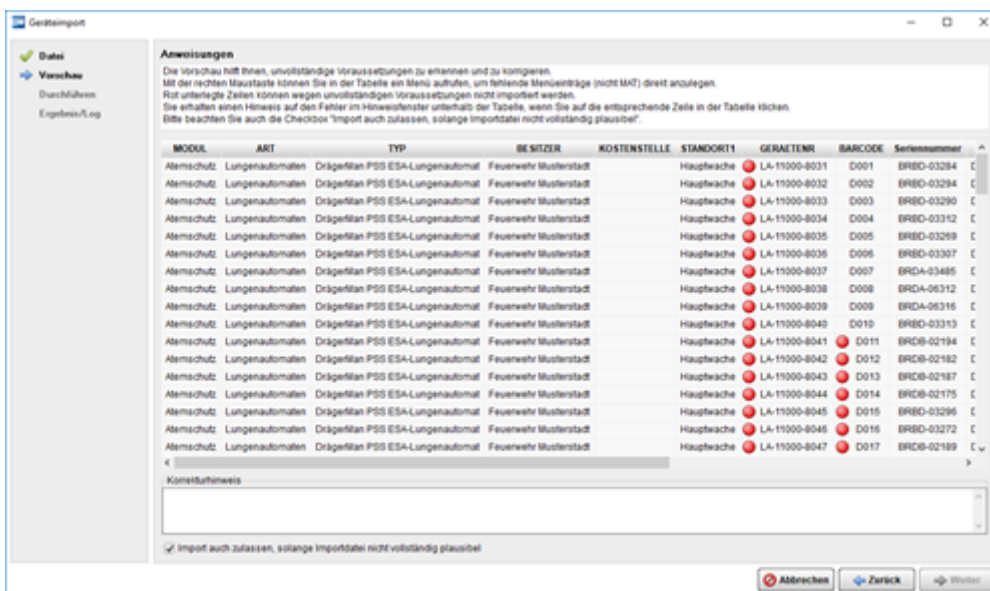 Geräteimport
Datei
Vorschau
Durchführen
Ergebnis/Log
Anweisungen
Die Vorschau hilft Ihnen, unvollständige Voraussetzungen zu erkennen und zu korrigieren.
Mit der rechten Maustaste können Sie in der Tabelle ein Menü aufrufen, um fehlende Menüeinträge (nicht MAT) direkt anzulegen.
Rot unterlegte Zeilen können wegen unvollständigen Voraussetzungen nicht importiert werden.
Sie erhalten einen Hinweis auf den Fehler im Hinweisfenster unterhalb der Tabelle, wenn Sie auf die entsprechende Zeile in der Tabelle klicken.
Bitte beachten Sie auch die Checkbox "Import auch zulassen, solange Importdatei nicht vollständig plausibel".
MODUL ART TYP BESITZER KOSTENSTELLE STANDORT1 GERAETENR BARCODE Seriennummer
Atemschutz Lungenautomaten DrägerMan PSS ESA-Lungenautomat Feuerwehr Musterstadt Hauptwache LA-11000-8031 D001 BRBD-03284 D
Atemschutz Lungenautomaten DrägerMan PSS ESA-Lungenautomat Feuerwehr Musterstadt Hauptwache LA-11000-8032 D002 BRBD-03294 D
Atemschutz Lungenautomaten DrägerMan PSS ESA-Lungenautomat Feuerwehr Musterstadt Hauptwache LA-11000-8033 D003 BRBD-03290 D
Atemschutz Lungenautomaten DrägerMan PSS ESA-Lungenautomat Feuerwehr Musterstadt Hauptwache LA-11000-8034 D004 BRBD-03312 D
Atemschutz Lungenautomaten DrägerMan PSS ESA-Lungenautomat Feuerwehr Musterstadt Hauptwache LA-11000-8035 D005 BRBD-03269 D
Atemschutz Lungenautomaten DrägerMan PSS ESA-Lungenautomat Feuerwehr Musterstadt Hauptwache LA-11000-8036 D006 BRBD-03307 D
Atemschutz Lungenautomaten DrägerMan PSS ESA-Lungenautomat Feuerwehr Musterstadt Hauptwache LA-11000-8037 D007 BRDA-03485 D
Atemschutz Lungenautomaten DrägerMan PSS ESA-Lungenautomat Feuerwehr Musterstadt Hauptwache LA-11000-8038 D008 BRDA-06312 D
Atemschutz Lungenautomaten DrägerMan PSS ESA-Lungenautomat Feuerwehr Musterstadt Hauptwache LA-11000-8039 D009 BRDA-06316 D
Atemschutz Lungenautomaten DrägerMan PSS ESA-Lungenautomat Feuerwehr Musterstadt Hauptwache LA-11000-8040 D010 BRBD-03313 D
Atemschutz Lungenautomaten DrägerMan PSS ESA-Lungenautomat Feuerwehr Musterstadt Hauptwache LA-11000-8041 D011 BRDB-02194 D
Atemschutz Lungenautomaten DrägerMan PSS ESA-Lungenautomat Feuerwehr Musterstadt Hauptwache LA-11000-8042 D012 BRDB-02182 D
Atemschutz Lungenautomaten DrägerMan PSS ESA-Lungenautomat Feuerwehr Musterstadt Hauptwache LA-11000-8043 D013 BRDB-02187 D
Atemschutz Lungenautomaten DrägerMan PSS ESA-Lungenautomat Feuerwehr Musterstadt Hauptwache LA-11000-8044 D014 BRDB-02175 D
Atemschutz Lungenautomaten DrägerMan PSS ESA-Lungenautomat Feuerwehr Musterstadt Hauptwache LA-11000-8045 D015 BRBD-03296 D
Atemschutz Lungenautomaten DrägerMan PSS ESA-Lungenautomat Feuerwehr Musterstadt Hauptwache LA-11000-8046 D016 BRBD-03272 D
Atemschutz Lungenautomaten DrägerMan PSS ESA-Lungenautomat Feuerwehr Musterstadt Hauptwache LA-11000-8047 D017 BRDB-02189 D
Korrekturhinweis
Import auch zulassen, solange Importdatei nicht vollständig plausibel
Abbrechen Zurück Weiter